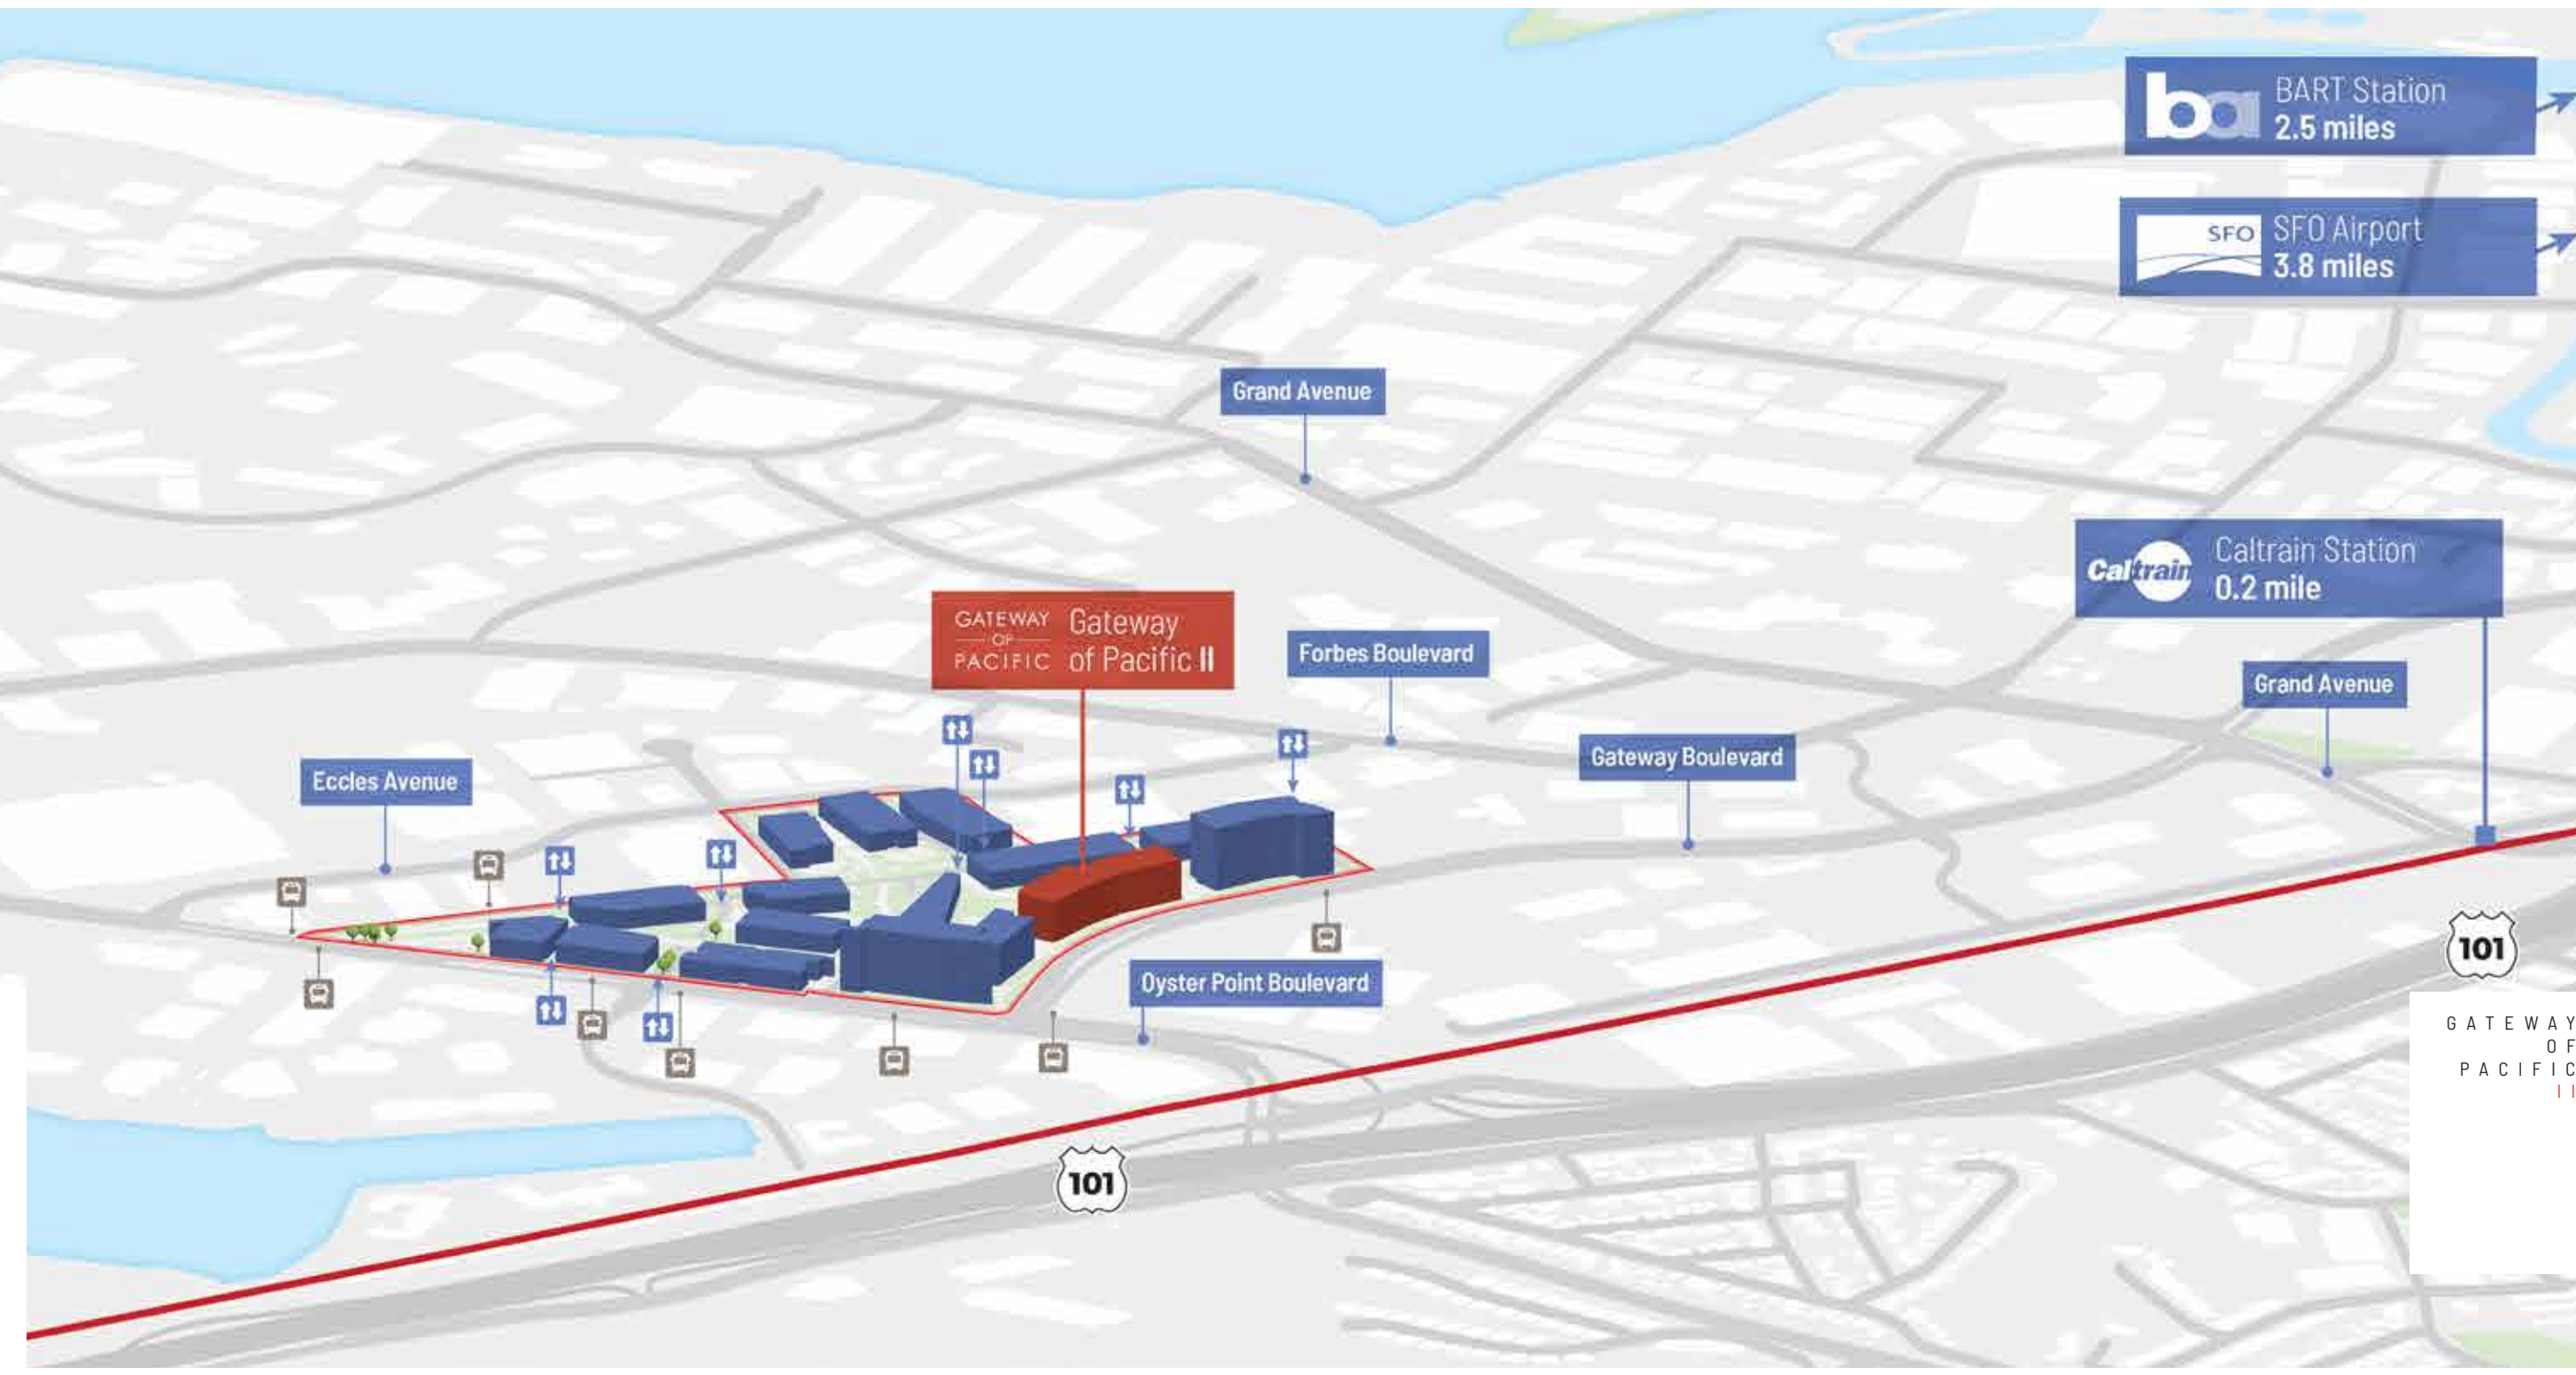 ba
BART Station
2.5 miles
SFO
SFO Airport
3.8 miles
Grand Avenue
Caltrain
Caltrain Station
0.2 mile
GATEWAY
OF
PACIFIC
Gateway
of Pacific II
Forbes Boulevard
Grand Avenue
Gateway Boulevard
Eccles Avenue
101
Oyster Point Boulevard
GATEWAY
OF
PACIFIC
II
101